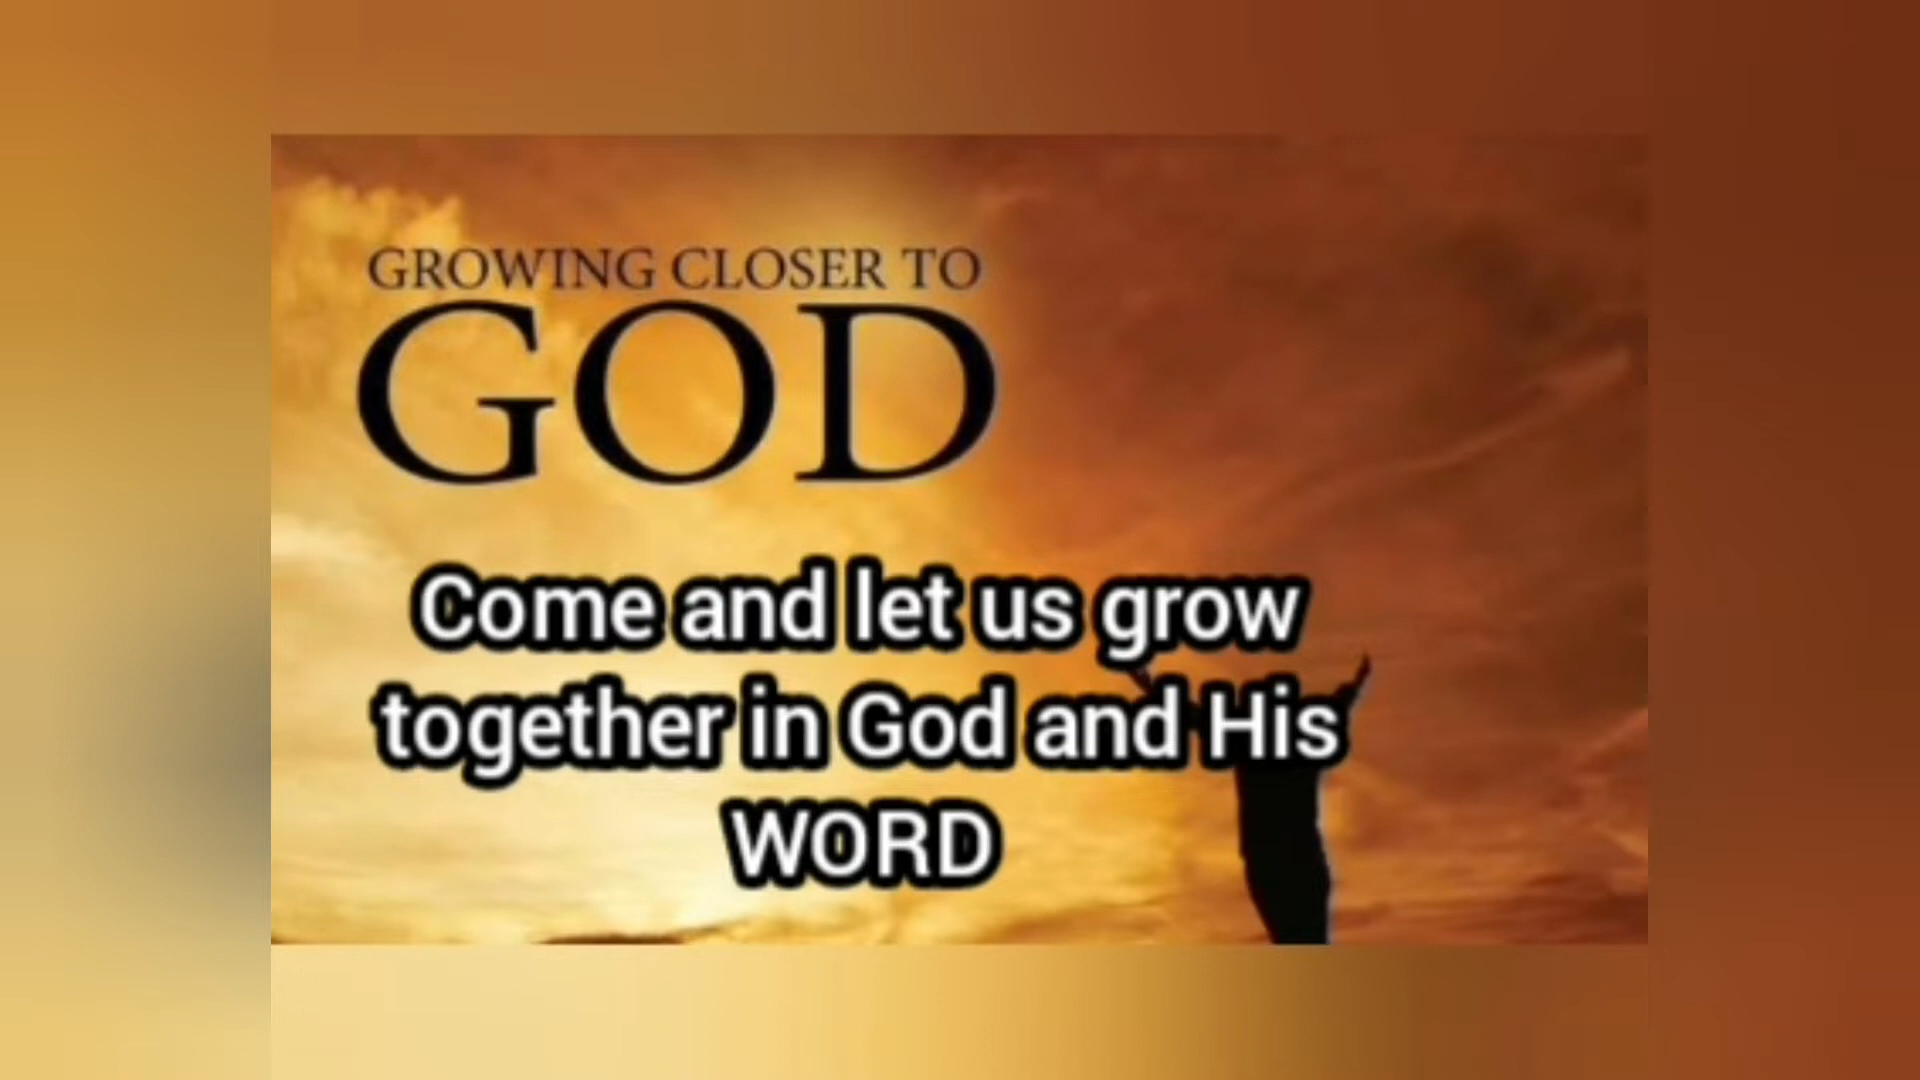 GROWING CLOSER TO
GOD
Come and let us grow
together in God and His
WORD